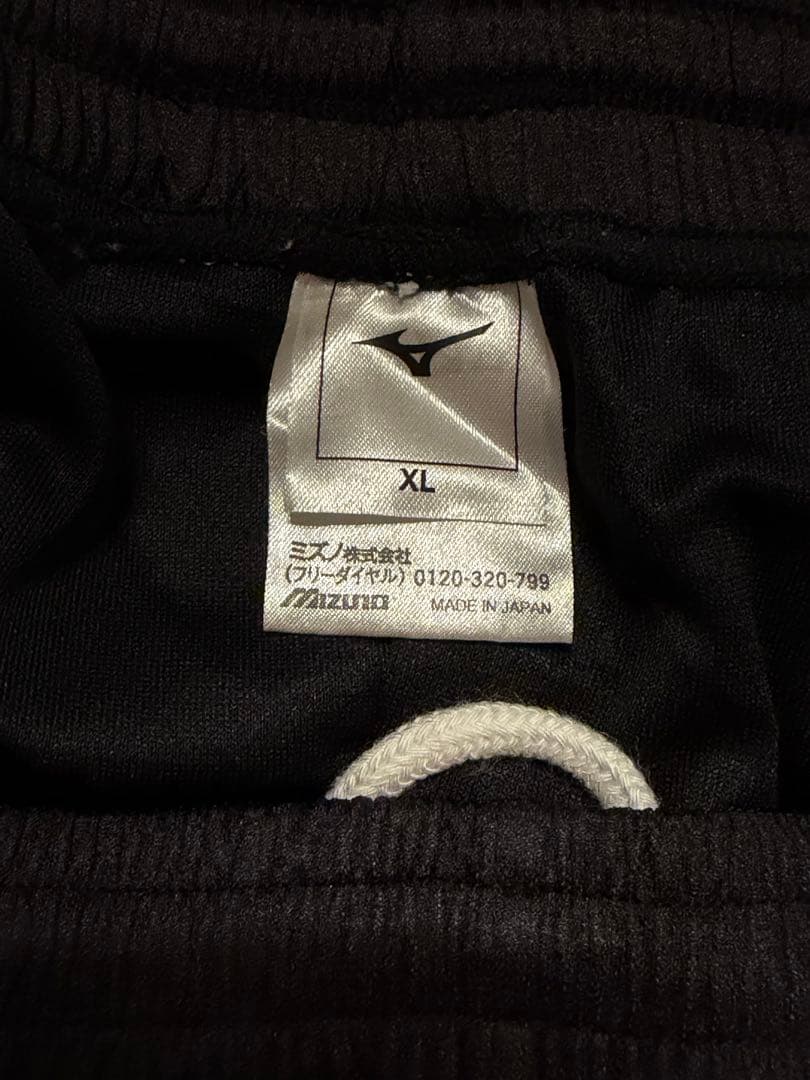 XL
ミズノ株式会社
(フリーダイヤル) 0120-320-799
Mizuno MADE IN JAPAN